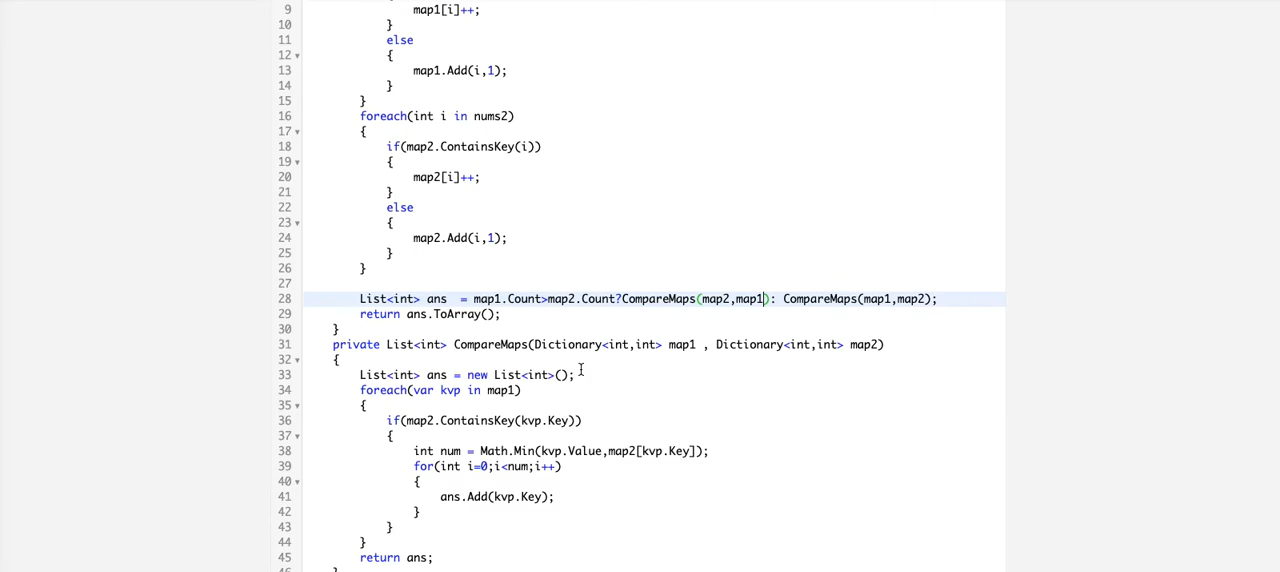 9 map1[i]++;
10 }
11 else
12 {
13 map1.Add(i,1);
14 }
15 }
16 foreach(int i in nums2)
17 {
18 if(map2.ContainsKey(i))
19 {
20 map2[i]++;
21 }
22 else
23 {
24 map2.Add(i,1);
25 }
26 }
27
28 List<int> ans  = map1.Count>map2.Count?CompareMaps(map2,map1): CompareMaps(map1,map2);
29 return ans.ToArray();
30 }
31 private List<int> CompareMaps(Dictionary<int,int> map1 , Dictionary<int,int> map2)
32 {
33 List<int> ans = new List<int>();
34 foreach(var kvp in map1)
35 {
36 if(map2.ContainsKey(kvp.Key))
37 {
38 int num = Math.Min(kvp.Value,map2[kvp.Key]);
39 for(int i=0;i<num;i++)
40 {
41 ans.Add(kvp.Key);
42 }
43 }
44 }
45 return ans;